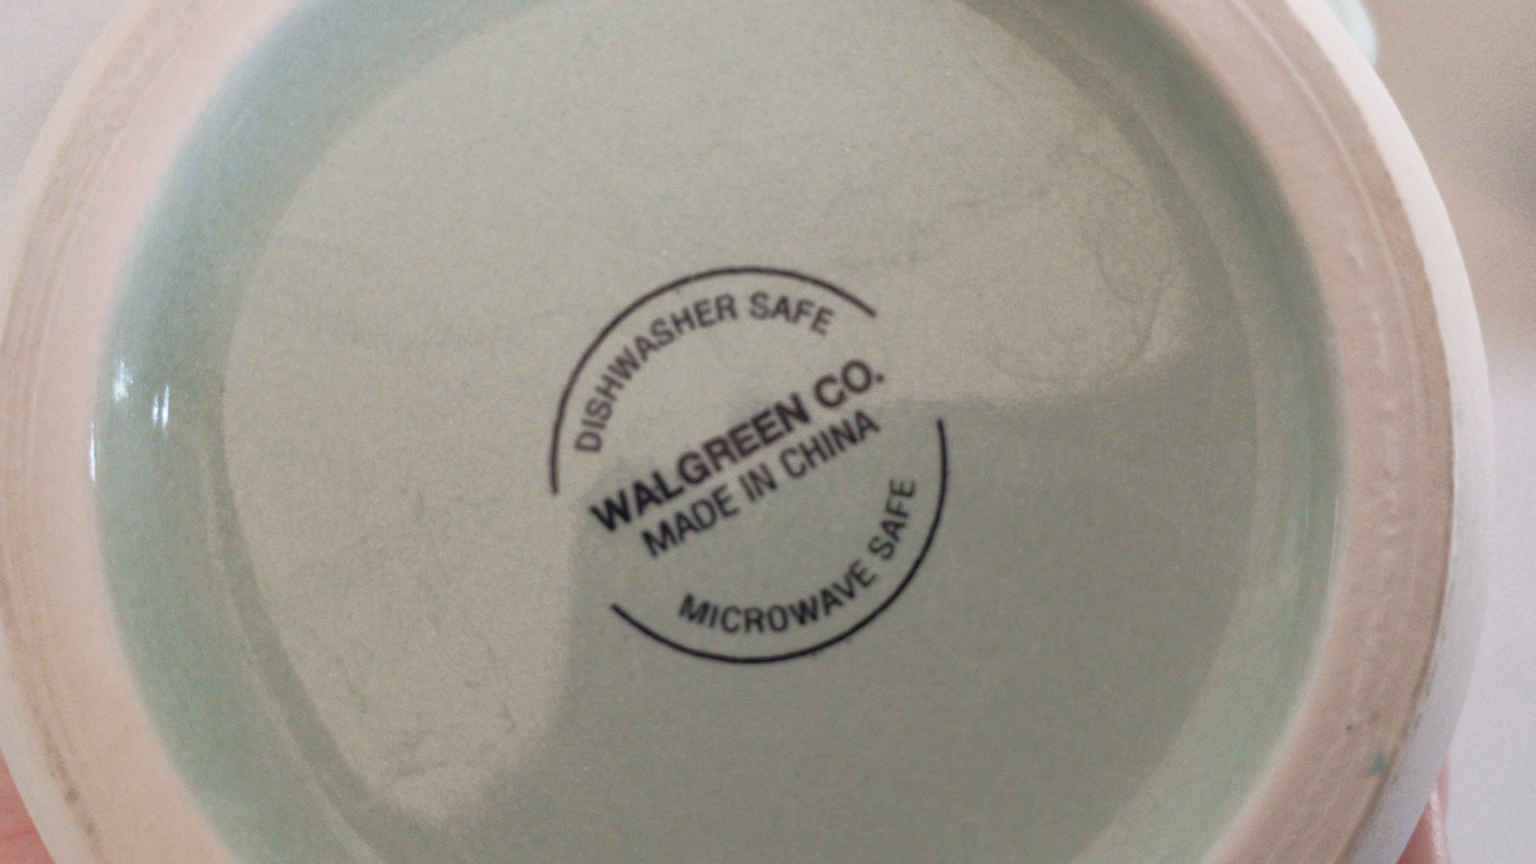 DISHWASHER SAFE
WALGREEN CO.
MADE IN CHINA
MICROWAVE SAFE